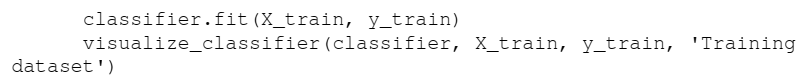 classifier.fit(X_train, y_train)
visualize_classifier(classifier, X_train, y_train, 'Training
dataset')